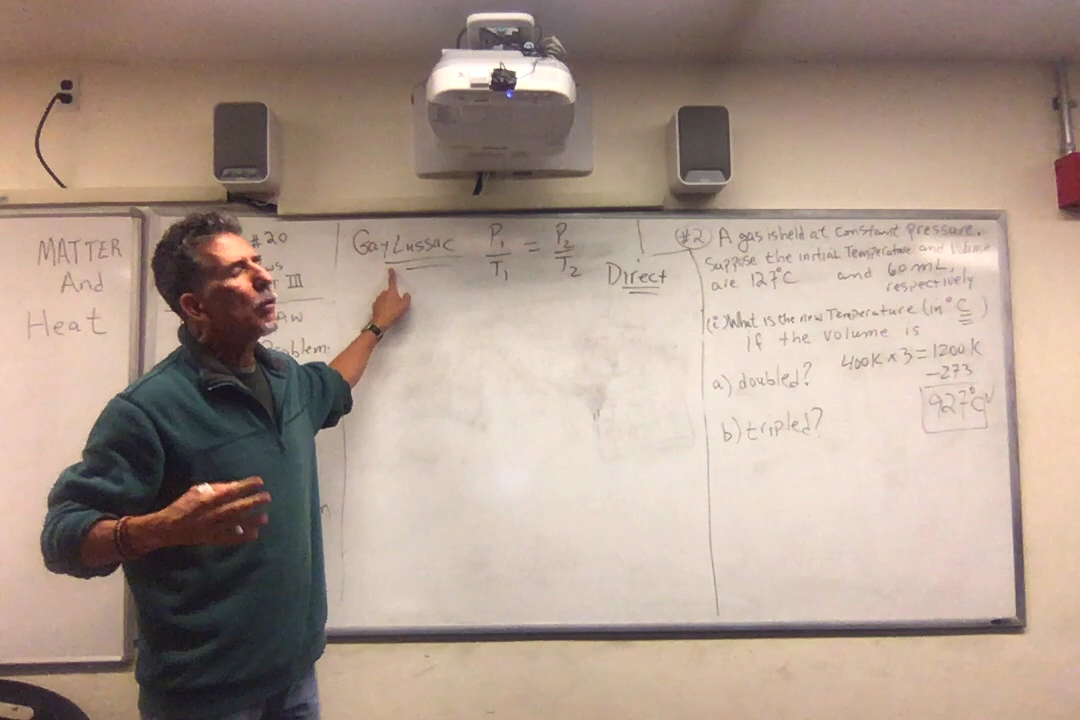 MATTER
And
Heat
#20
III
Problem
Gay Lussac P₁/T₁ = P₂/T₂
Direct
#2) A gas is held at constant pressure.
Suppose the initial Temperature and Volume
are 127°C and 60 mL,
respectively
(i) What is the new Temperature (in °C)
If the volume is
a) doubled?
400K x 3 = 1200K
-273
927°C
b) tripled?